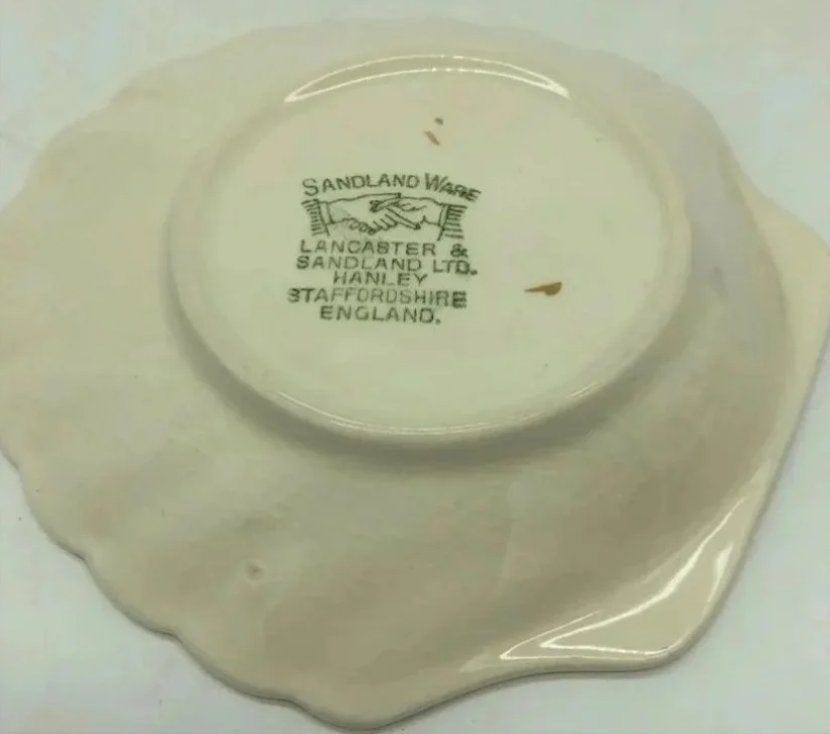 SANDLAND WARE
LANCASTER &
SANDLAND LTD.
HANLEY
STAFFORDSHIRE
ENGLAND.